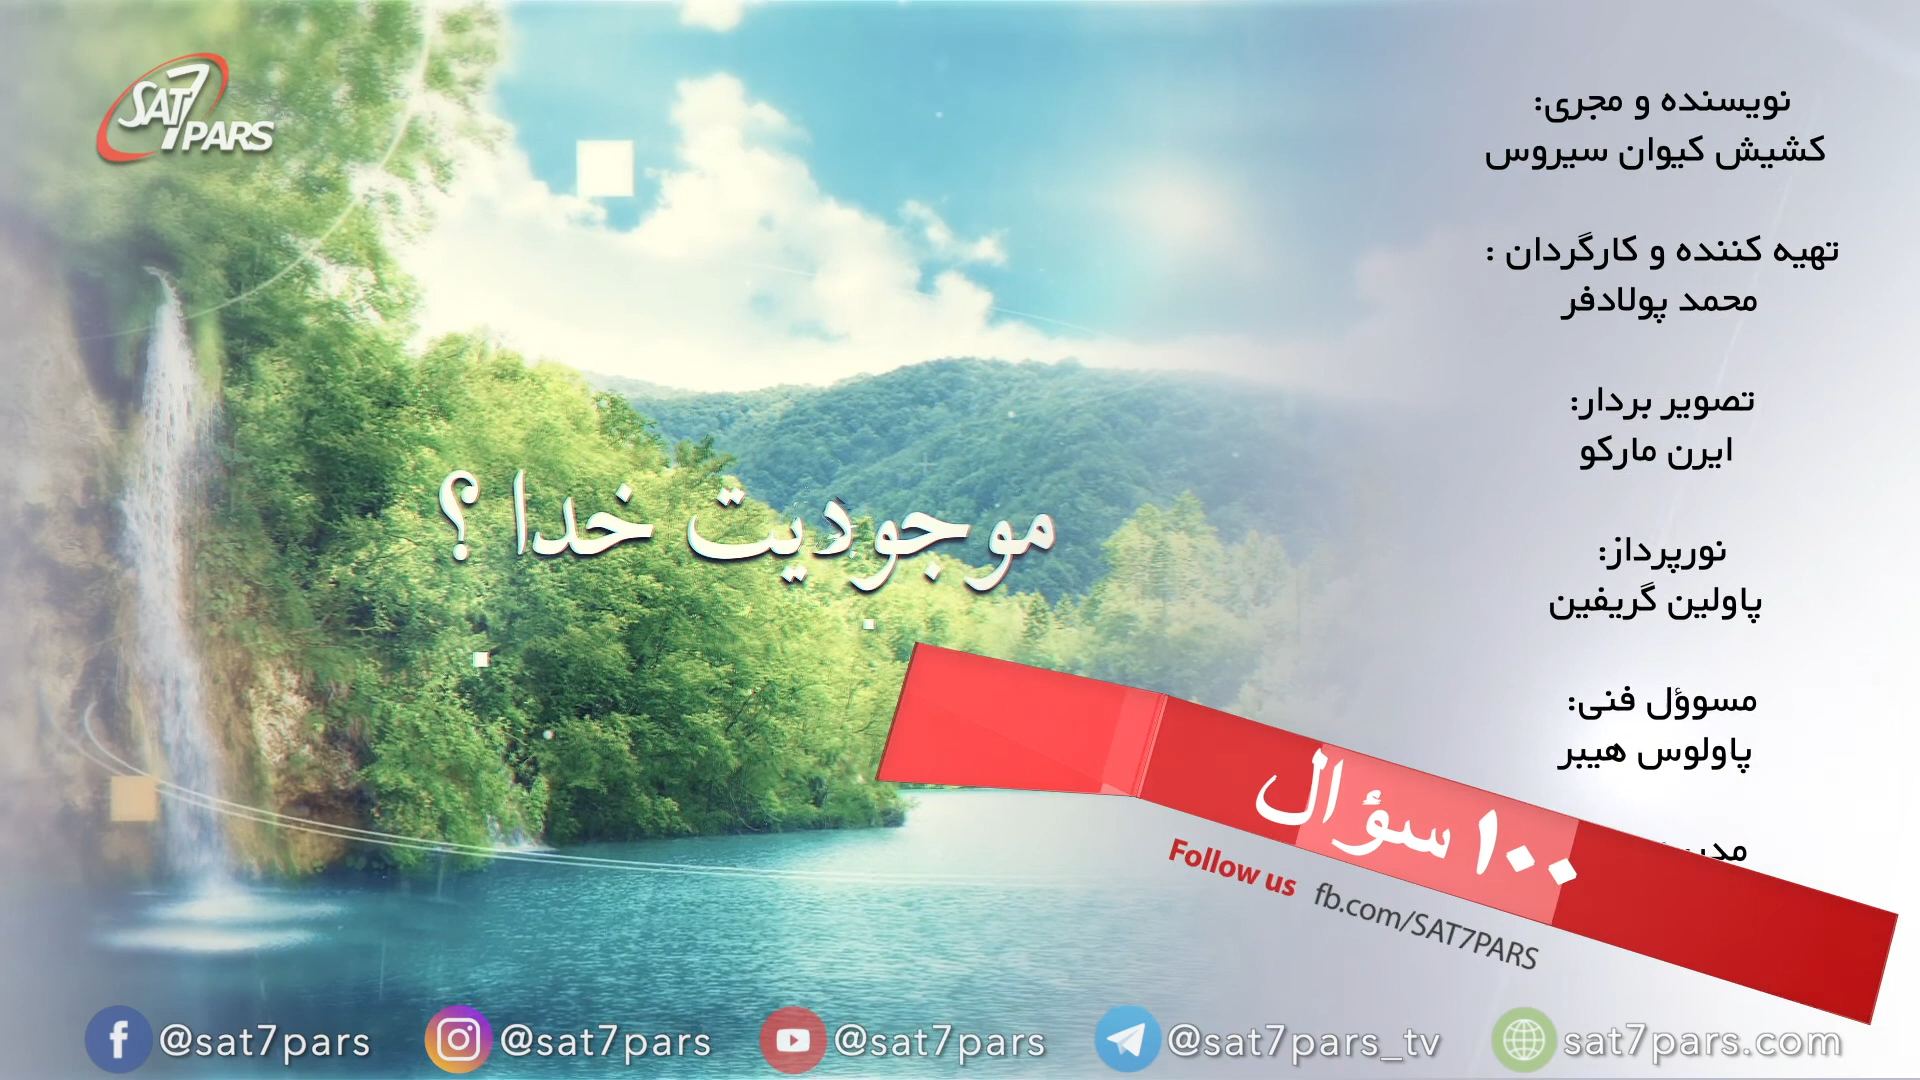 SAT7 PARS
نویسنده و مجری:
کشیش کیوان سیروس
تهیه کننده و کارگردان :
محمد پولادفر
تصویر بردار:
ایرن مارکو
نورپرداز:
پاولین گریفین
مسوؤل فنی:
پاولوس هیبر
موجودیت خدا ؟
۱۰۰ سؤال
Follow us fb.com/SAT7PARS
@sat7pars @sat7pars @sat7pars @sat7pars_tv sat7pars.com